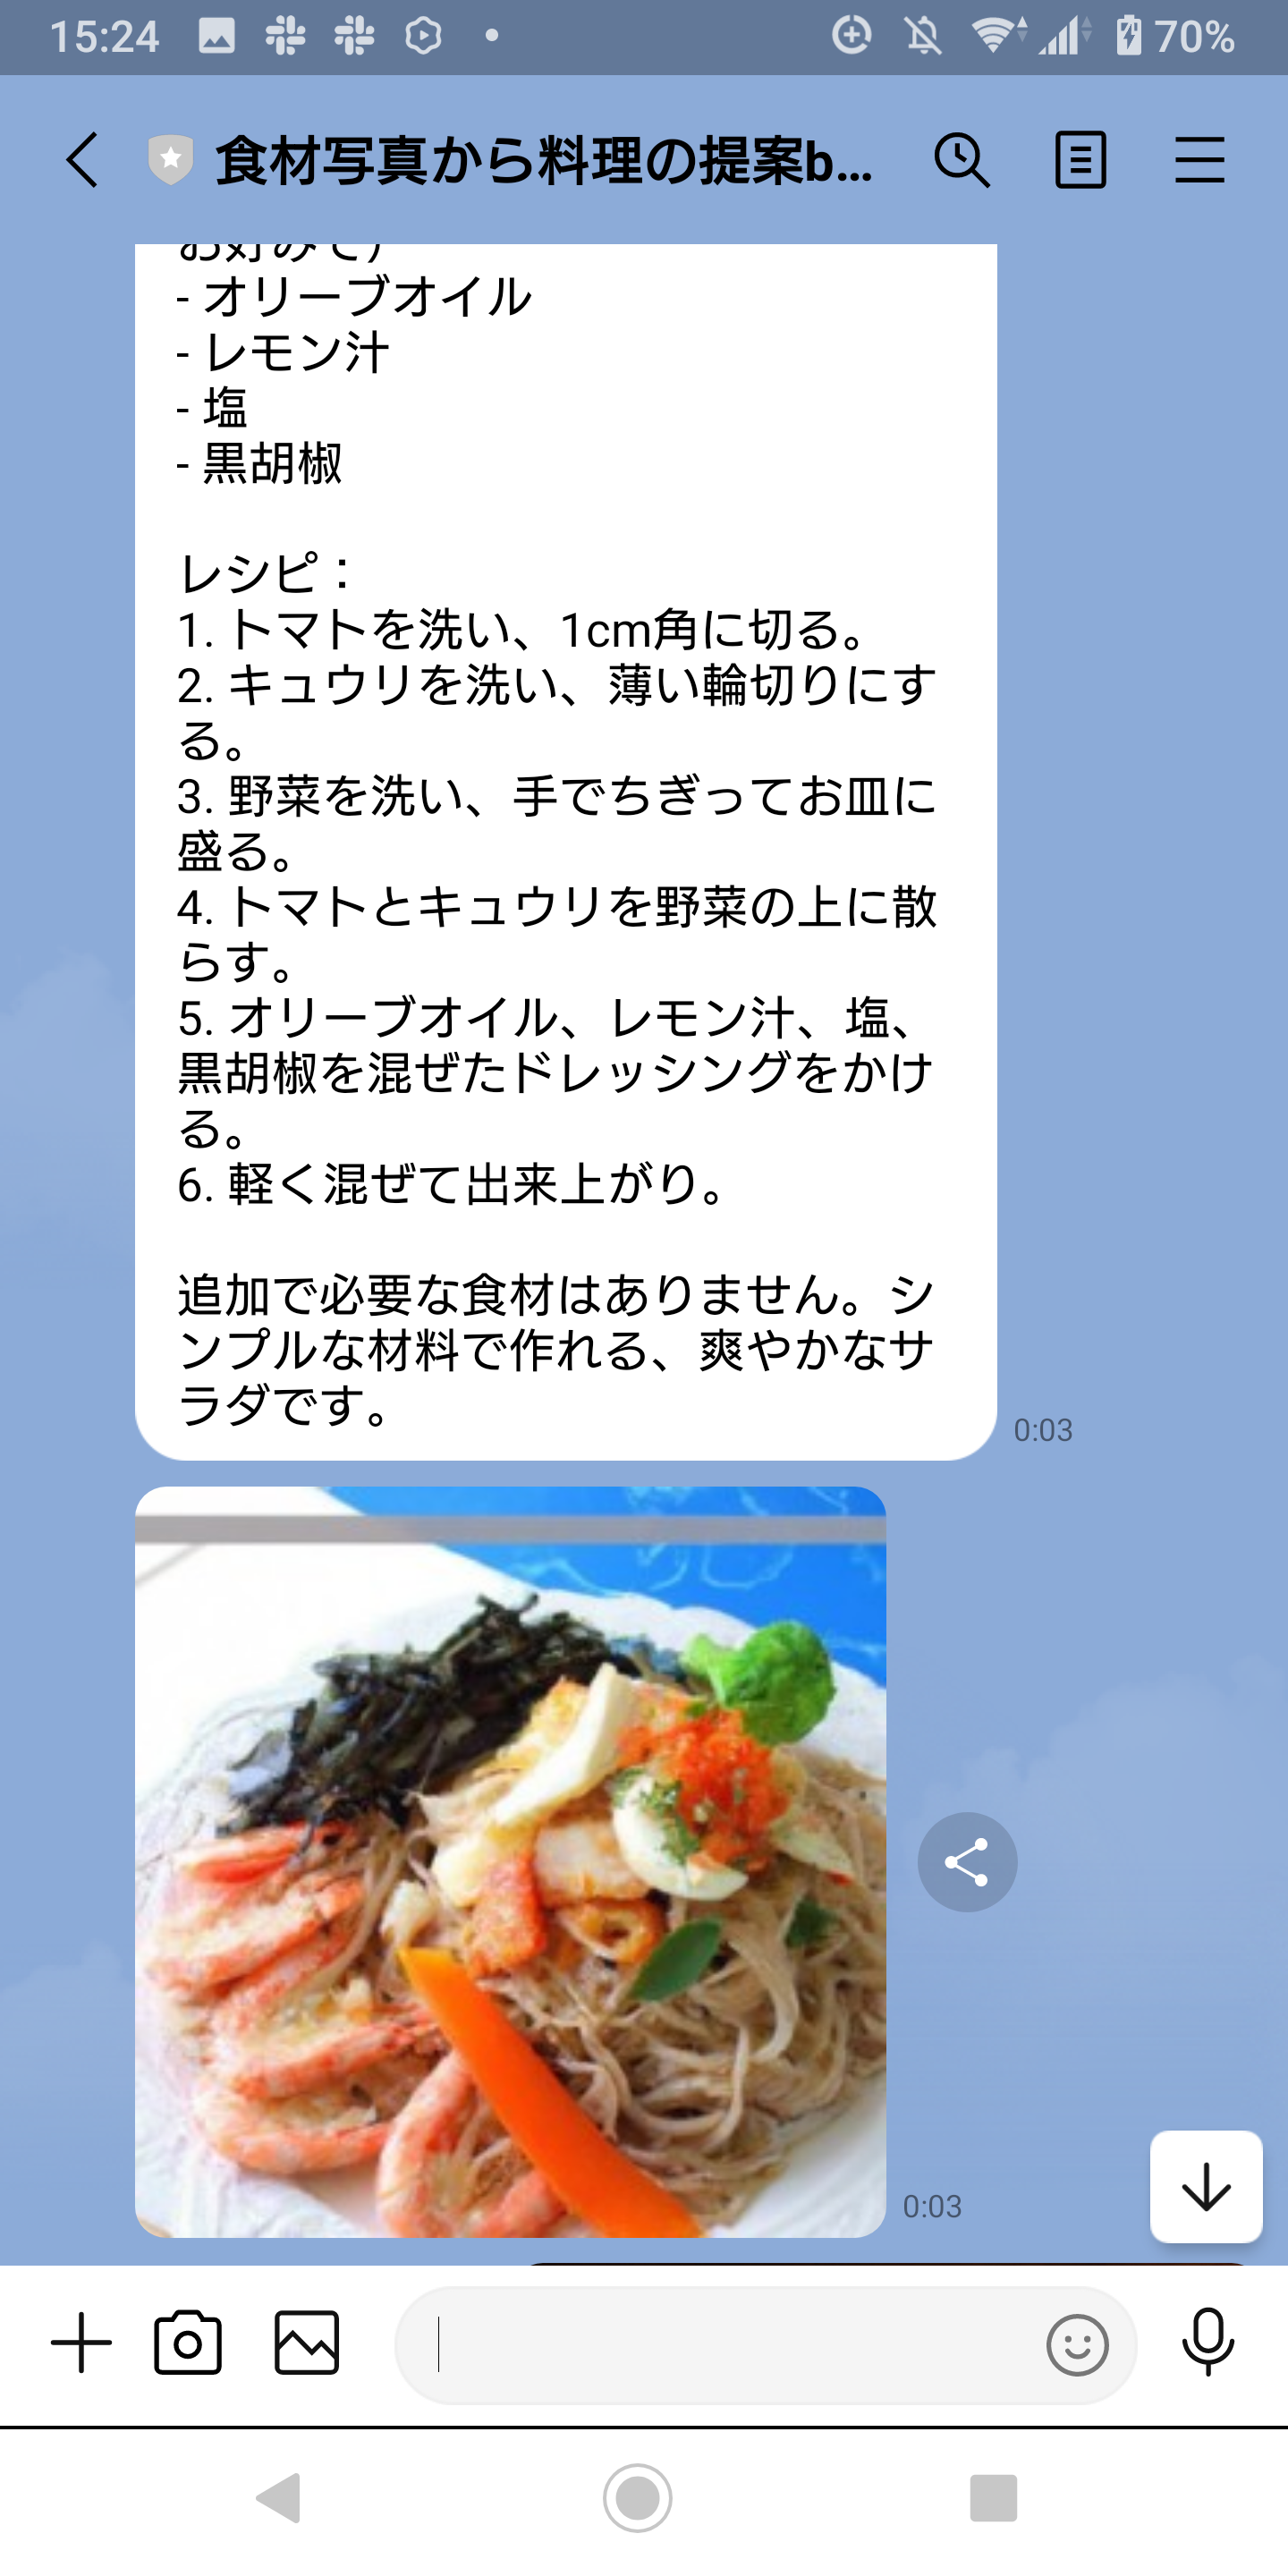 15:24
70%
食材写真から料理の提案b...
お好みで)
- オリーブオイル
- レモン汁
- 塩
- 黒胡椒
レシピ：
1. トマトを洗い、1cm角に切る。
2. キュウリを洗い、薄い輪切りにす
る。
3. 野菜を洗い、手でちぎってお皿に
盛る。
4. トマトとキュウリを野菜の上に散
らす。
5. オリーブオイル、レモン汁、塩、
黒胡椒を混ぜたドレッシングをかけ
る。
6. 軽く混ぜて出来上がり。
追加で必要な食材はありません。シ
ンプルな材料で作れる、爽やかなサ
ラダです。
0:03
0:03